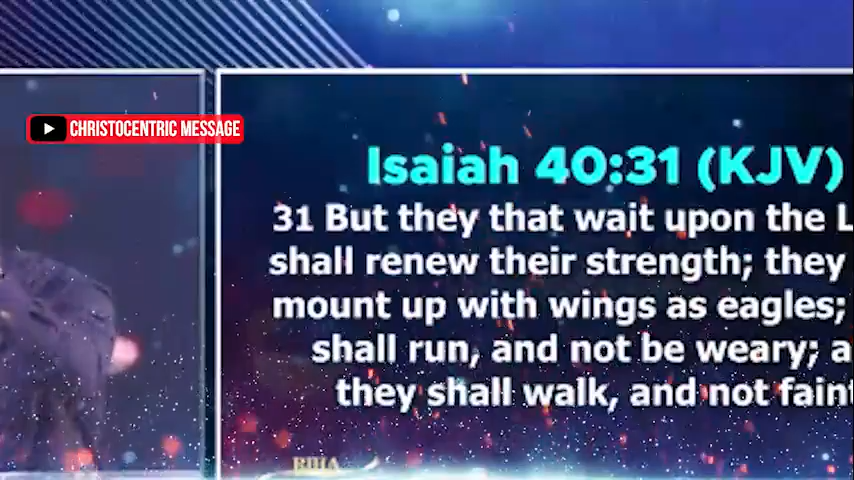 CHRISTOCENTRIC MESSAGE
Isaiah 40:31 (KJV)
31 But they that wait upon the L
shall renew their strength; they
mount up with wings as eagles;
shall run, and not be weary; a
they shall walk, and not faint